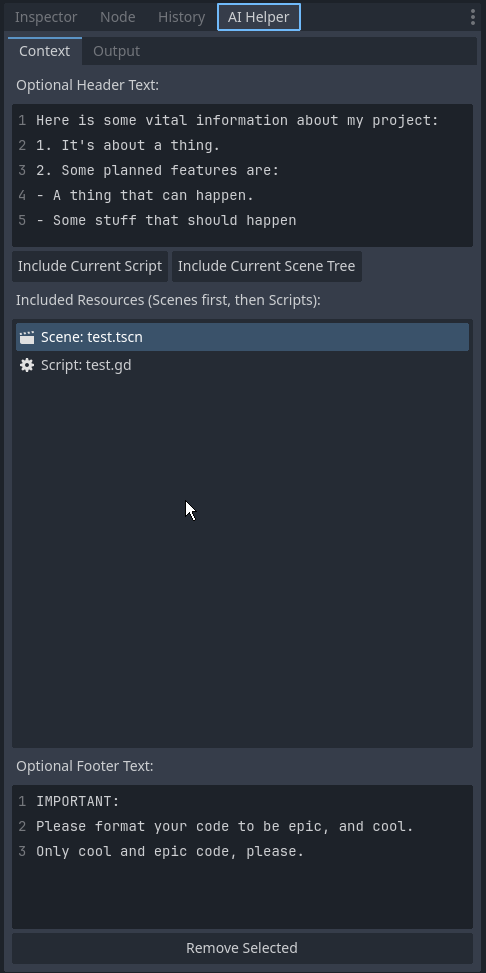 Inspector Node History AI Helper
Context Output
Optional Header Text:
1 Here is some vital information about my project:
2 1. It's about a thing.
3 2. Some planned features are:
4 - A thing that can happen.
5 - Some stuff that should happen
Include Current Script Include Current Scene Tree
Included Resources (Scenes first, then Scripts):
Scene: test.tscn
Script: test.gd
Optional Footer Text:
1 IMPORTANT:
2 Please format your code to be epic, and cool.
3 Only cool and epic code, please.
Remove Selected